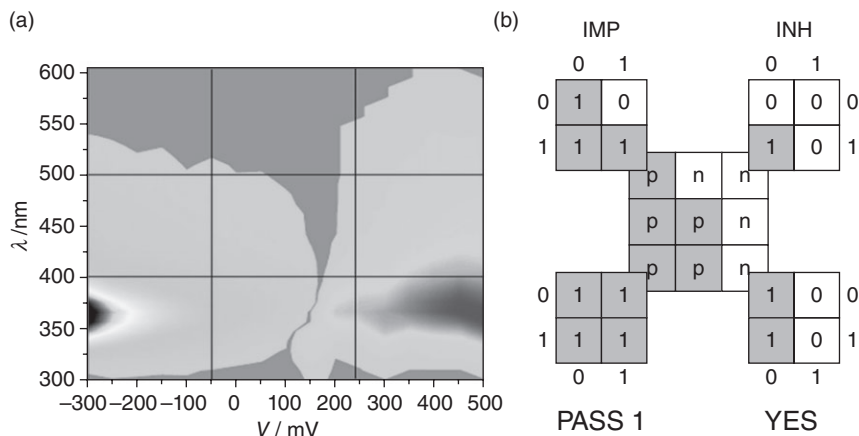 (a)
600
550
500
450
400
350
300
λ /nm
−300 −200 −100 0 100 200 300 400 500
V / mV
(b)
IMP INH
0 1 0 1
0 1 0 0 0 0
1 1 1 1 0 1
p n n
p p n
p p n
0 1 1 1 0 0
1 1 1 1 0 1
0 1 0 1
PASS 1 YES